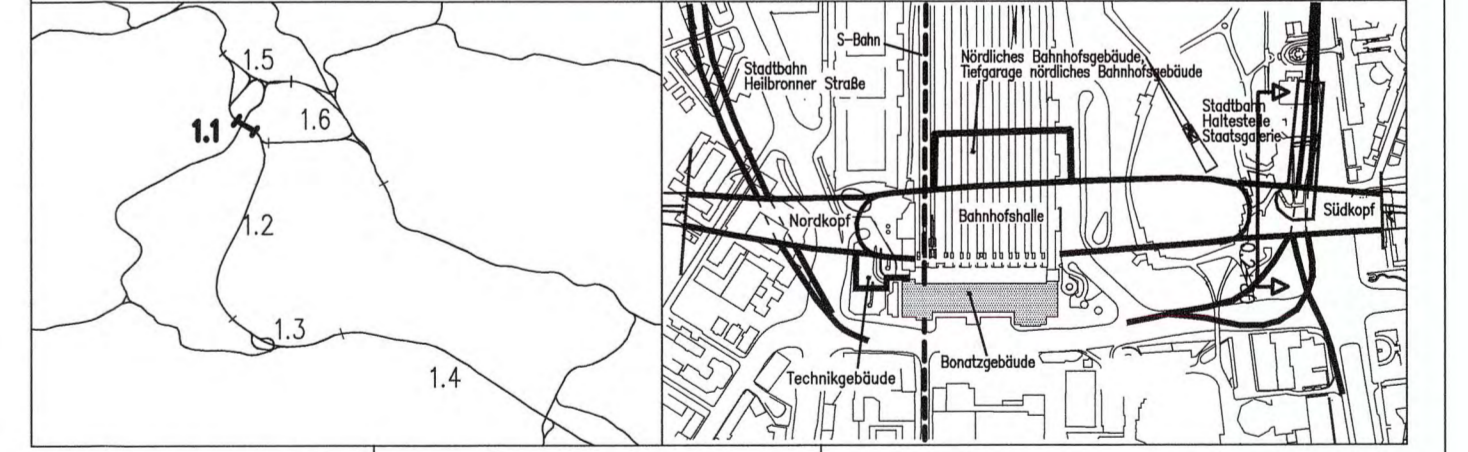 1.5
1.6
1.1
1.2
1.3
1.4
S-Bahn
Stadtbahn
Heilbronner Straße
Nördliches Bahnhofsgebäude,
Tiefgarage nördliches Bahnhofsgebäude
Stadtbahn
Haltestelle
Staatsgalerie
Nordkopf
Bahnhofshalle
Südkopf
Technikgebäude
Bonatzgebäude